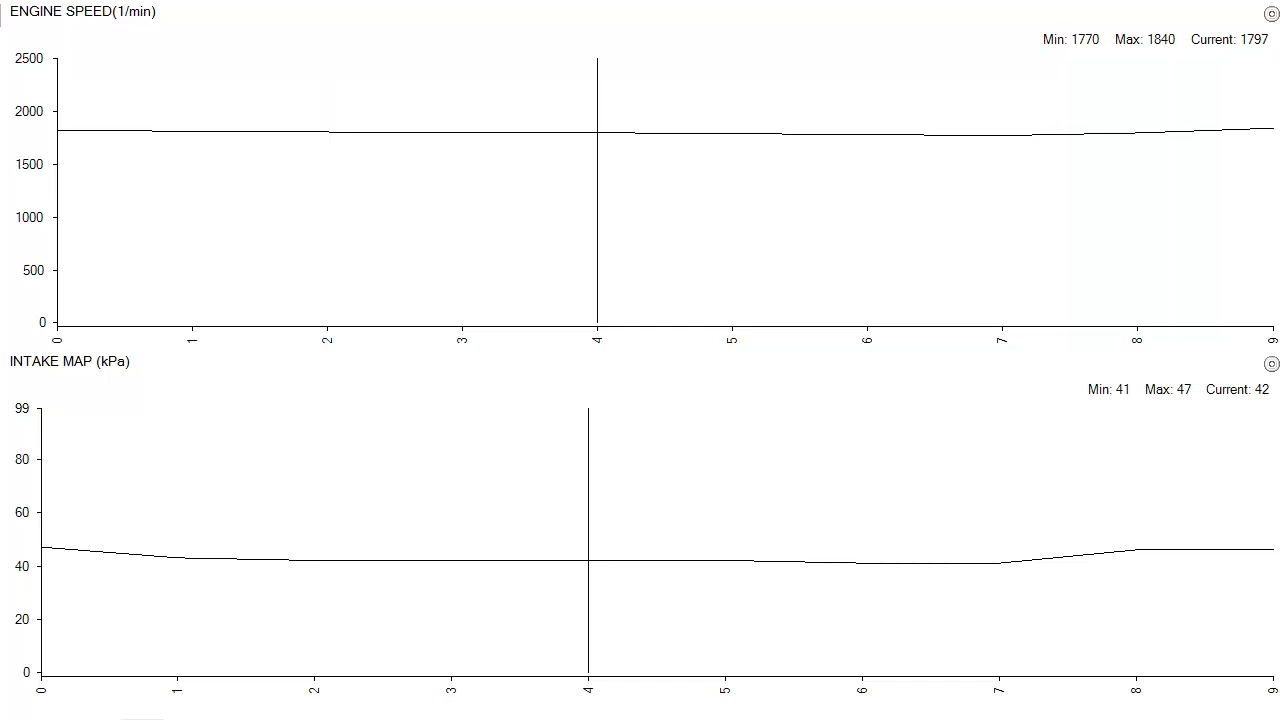 ENGINE SPEED(1/min)
Min: 1770 Max: 1840 Current: 1797
2500
2000
1500
1000
500
0
0 1 2 3 4 5 6 7 8 9
INTAKE MAP (kPa)
Min: 41 Max: 47 Current: 42
99
80
60
40
20
0
0 1 2 3 4 5 6 7 8 9